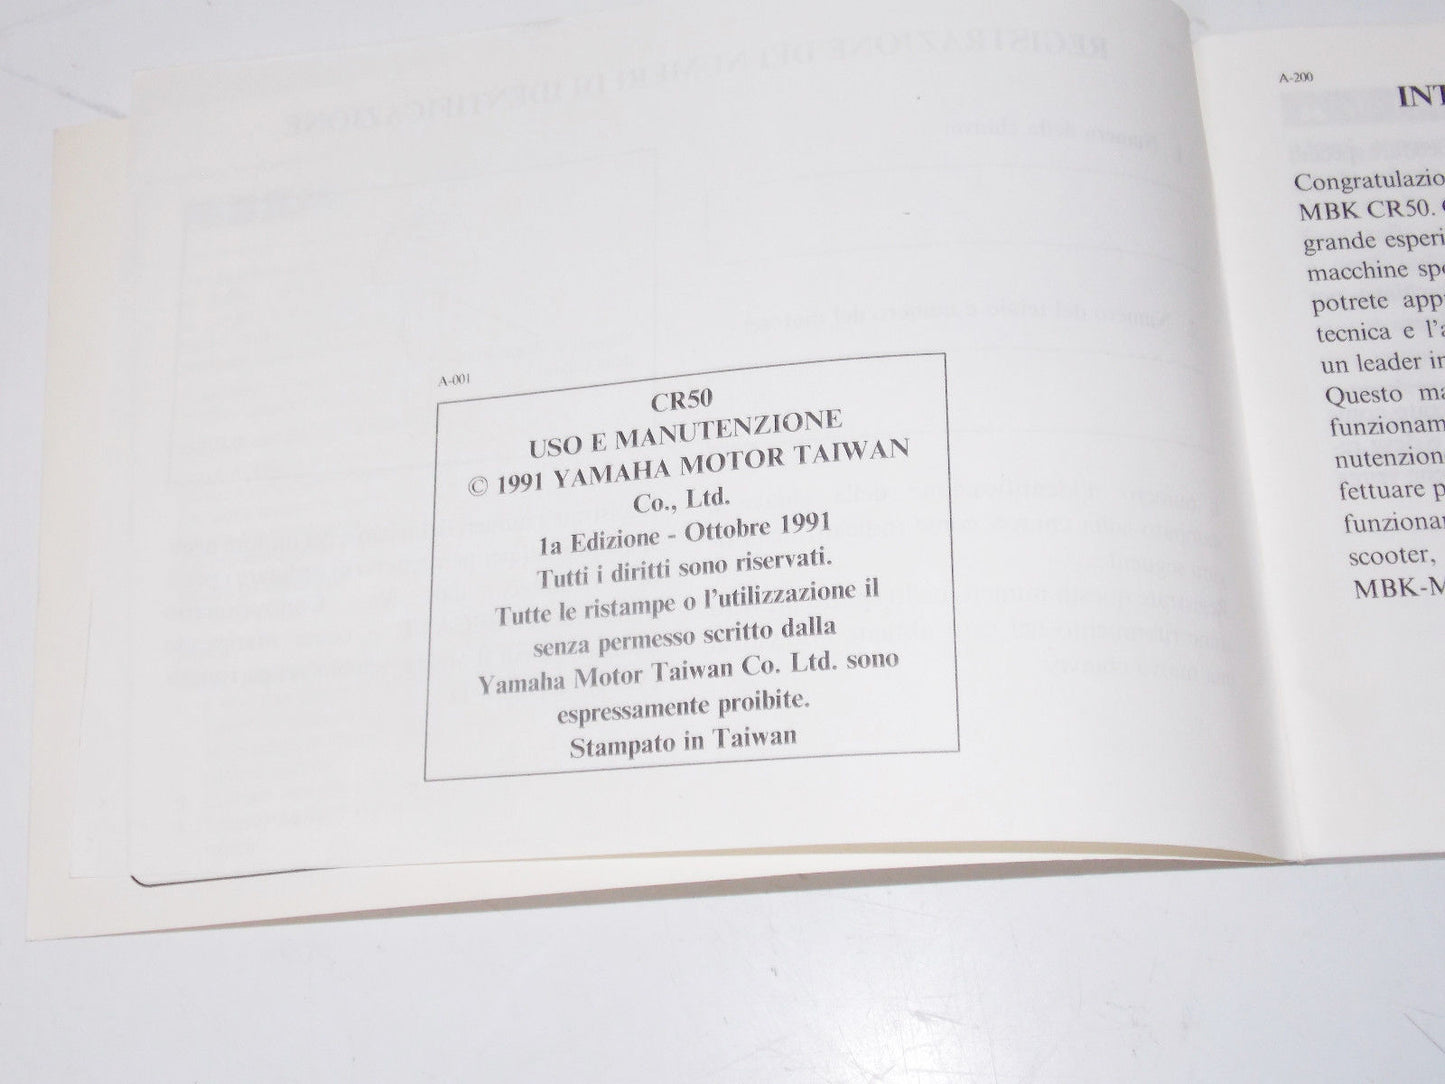 A-001
CR50
USO E MANUTENZIONE
© 1991 YAMAHA MOTOR TAIWAN
Co., Ltd.
1a Edizione - Ottobre 1991
Tutti i diritti sono riservati.
Tutte le ristampe o l'utilizzazione il
senza permesso scritto dalla
Yamaha Motor Taiwan Co. Ltd. sono
espressamente proibite.
Stampato in Taiwan
A-200
INT
Congratulazio
MBK CR50.
grande esperi
macchine spe
potrete app
tecnica e l'a
un leader in
Questo ma
funzionam
nutenzion
fettuare p
funzionar
scooter,
MBK-M